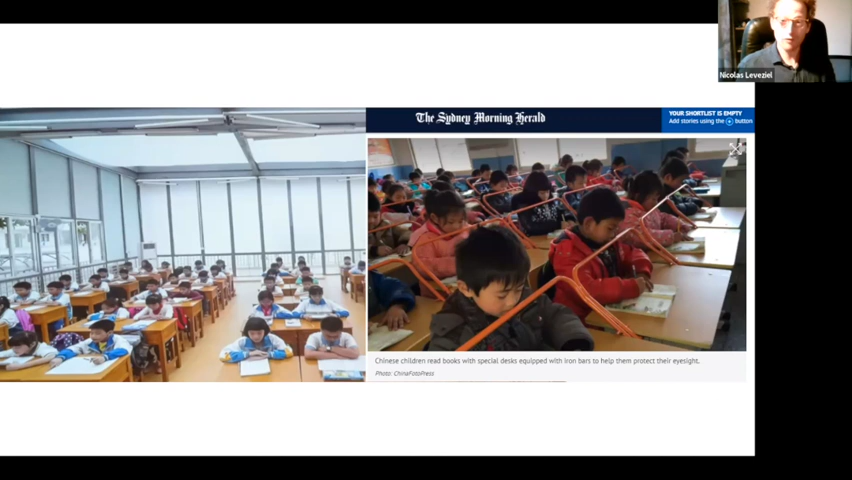 Nicolas Leveziel
The Sydney Morning Herald
YOUR SHORTLIST IS EMPTY
Add stories using the + button
Chinese children read books with special desks equipped with iron bars to help them protect their eyesight.
Photo: ChinaFotoPress